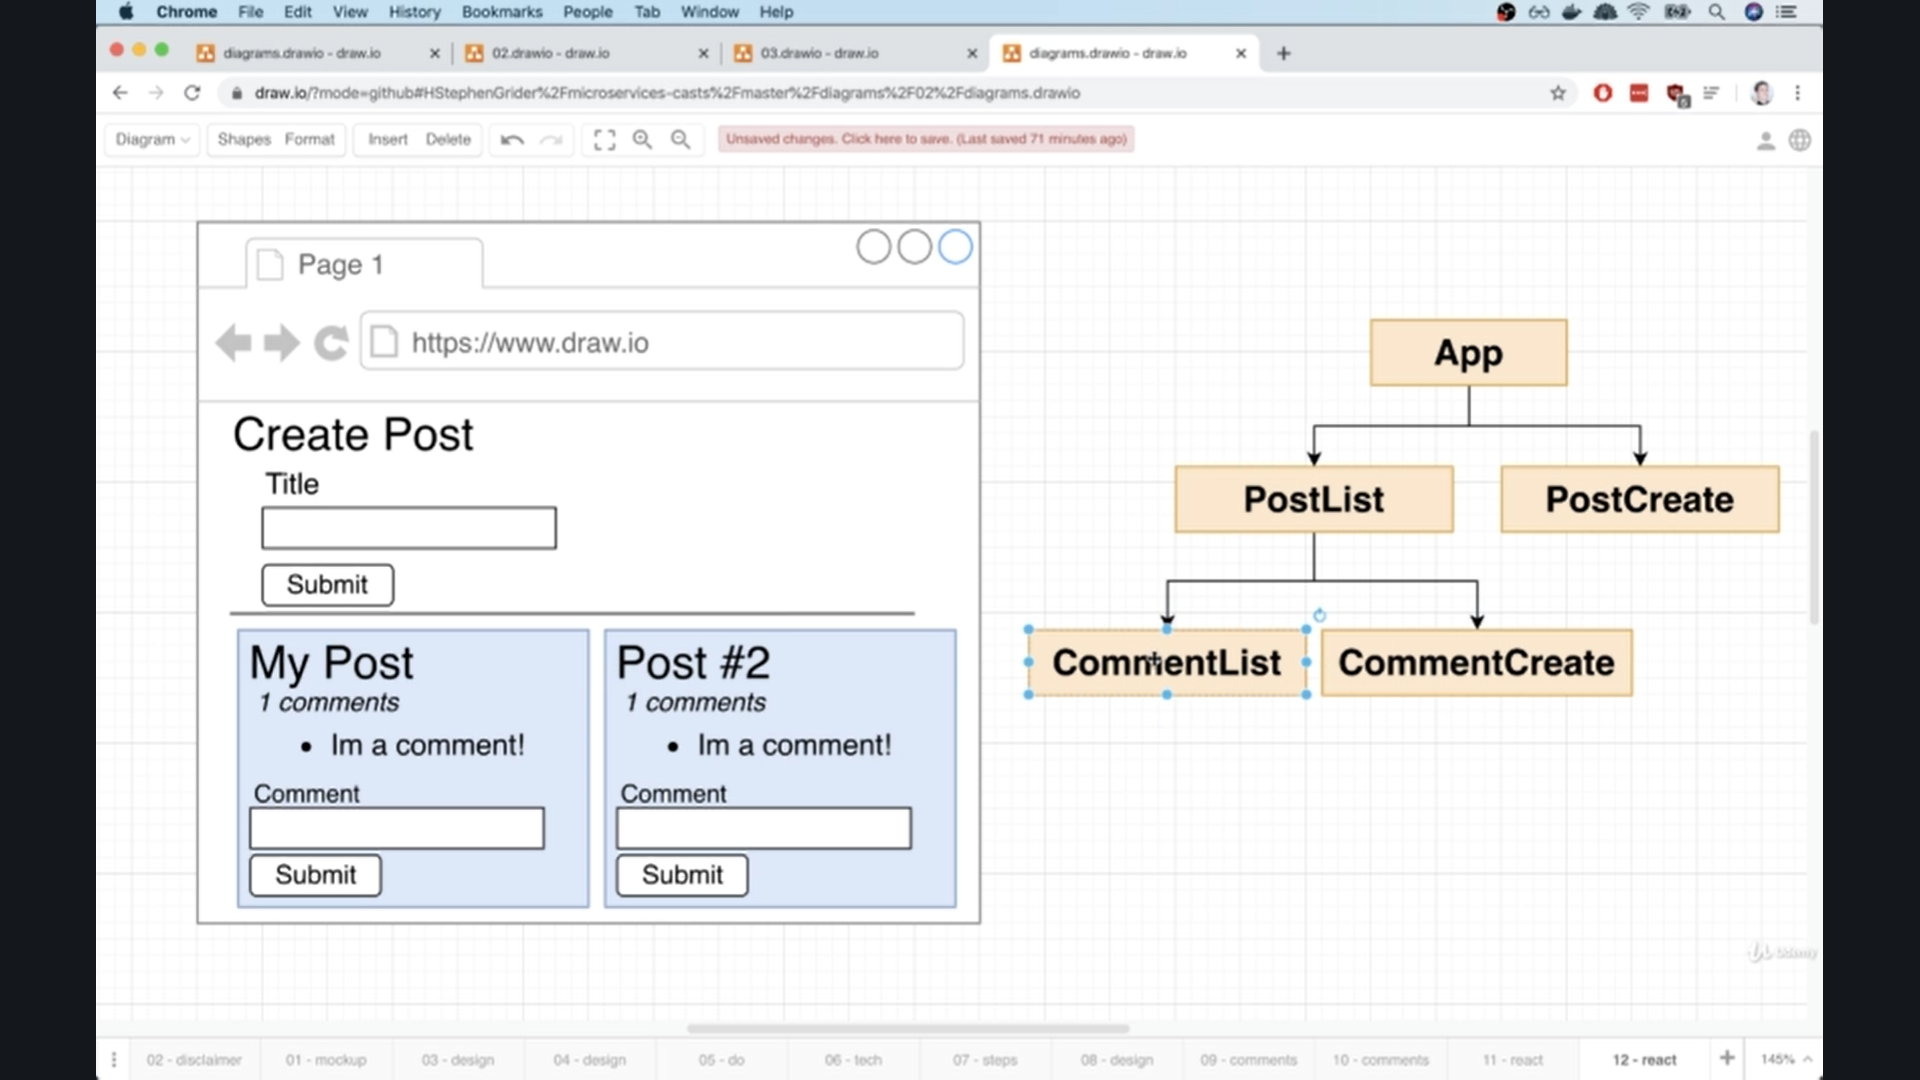 Chrome File Edit View History Bookmarks People Tab Window Help
diagrams.drawio - draw.io
02.drawio - draw.io
03.drawio - draw.io
diagrams.drawio - draw.io
draw.io/?mode=github#HStephenGrider%2Fmicroservices-casts%2Fmaster%2Fdiagrams%2F02%2Fdiagrams.drawio
Diagram Shapes Format Insert Delete Unsaved changes. Click here to save. (Last saved 71 minutes ago)
Page 1
https://www.draw.io
Create Post
Title
Submit
My Post
1 comments
• Im a comment!
Comment
Submit
Post #2
1 comments
• Im a comment!
Comment
Submit
App
PostList
PostCreate
CommentList
CommentCreate
Udemy
02 - disclaimer 01 - mockup 03 - design 04 - design 05 - do 06 - tech 07 - steps 08 - design 09 - comments 10 - comments 11 - react 12 - react 145%